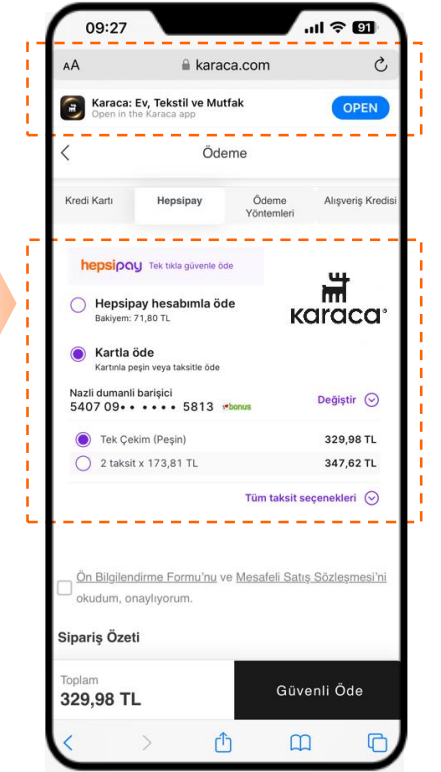 09:27
91
AA karaca.com
Karaca: Ev, Tekstil ve Mutfak
Open in the Karaca app
OPEN
Ödeme
Kredi Kartı
Hepsipay
Ödeme
Yöntemleri
Alışveriş Kredisi
hepsipay Tek tıkla güvenle öde
Hepsipay hesabımla öde
Bakiyem: 71,80 TL
karaca
Kartla öde
Kartınla peşin veya taksitle öde
Nazli dumanli barişici
5407 09•• •••• 5813 bonus
Değiştir
Tek Çekim (Peşin) 329,98 TL
2 taksit x 173,81 TL 347,62 TL
Tüm taksit seçenekleri
Ön Bilgilendirme Formu'nu ve Mesafeli Satış Sözleşmesi'ni
okudum, onaylıyorum.
Sipariş Özeti
Toplam
329,98 TL
Güvenli Öde